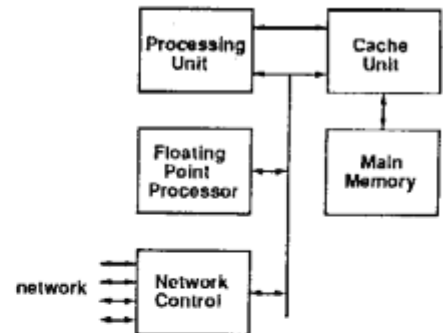 Processing
Unit
Cache
Unit
Floating
Point
Processor
Main
Memory
network
Network
Control